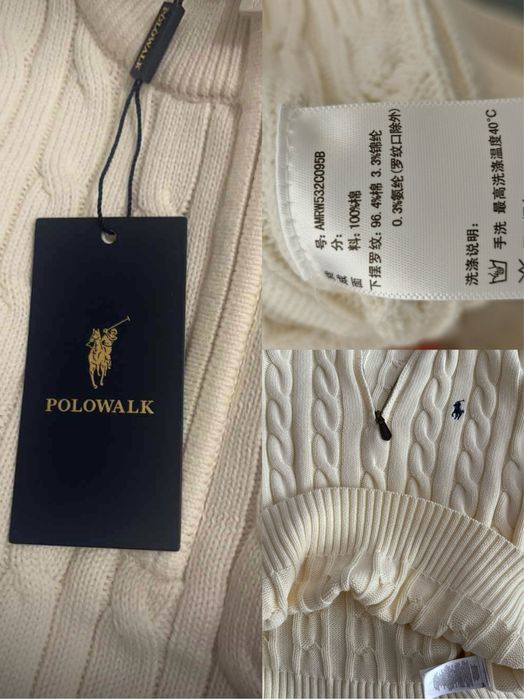 POLOWALK
POLOWALK
号: AMRW532C095B
分:
料: 100%棉
下摆罗纹: 96.4%棉 3.3%锦纶
0.3%氨纶(罗纹口除外)
洗涤说明:
手洗 最高洗涤温度40°C